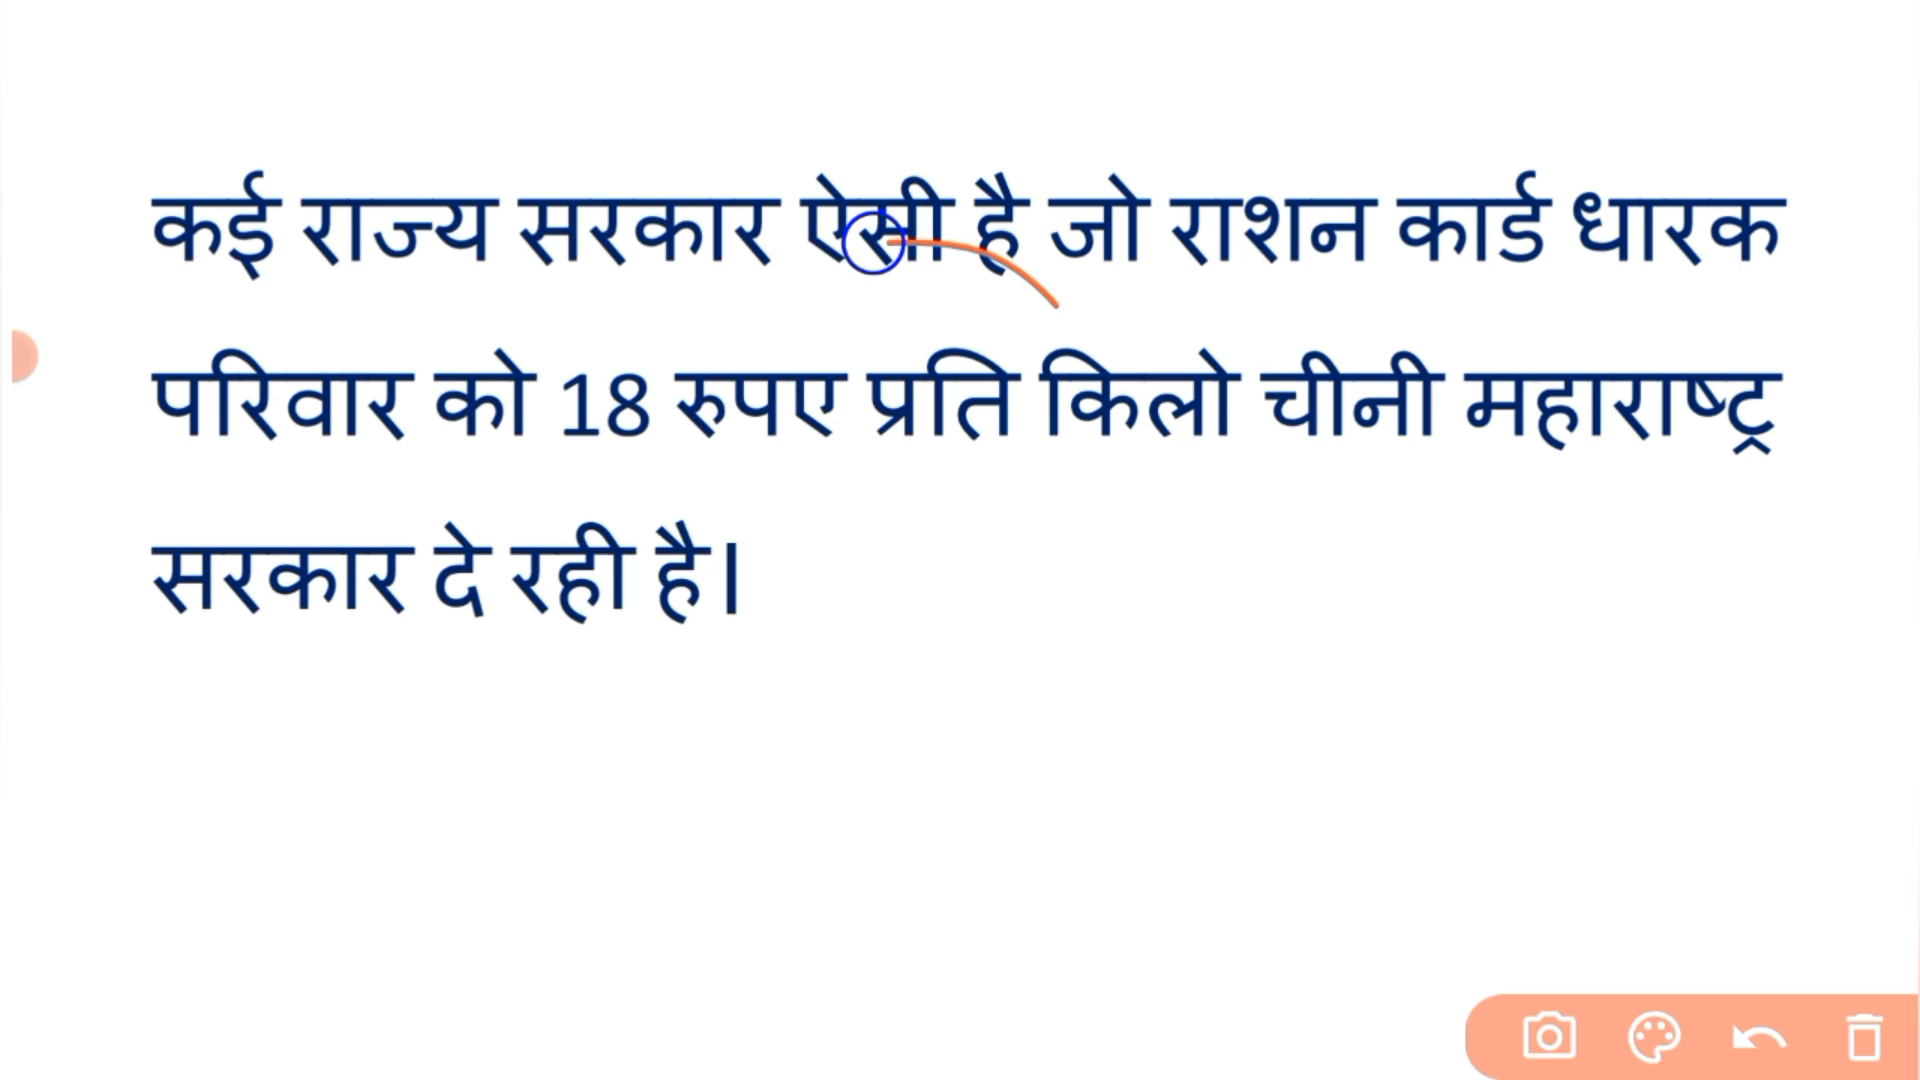 कई राज्य सरकार ऐसी है जो राशन कार्ड धारक
परिवार को 18 रुपए प्रति किलो चीनी महाराष्ट्र
सरकार दे रही है।